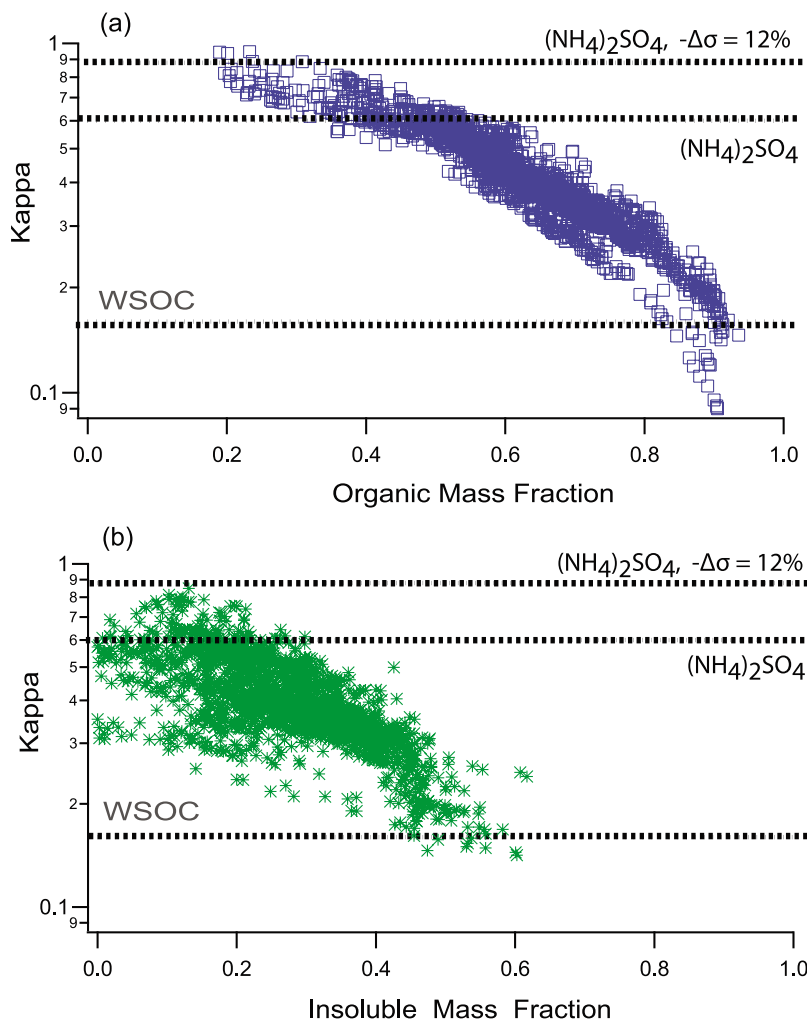 (a)
(NH4)2SO4, -Δσ = 12%
1
9
8
7
6
5
4
3
2
0.1
9
(NH4)2SO4
Kappa
WSOC
0.0 0.2 0.4 0.6 0.8 1.0
Organic Mass Fraction
(b)
(NH4)2SO4, -Δσ = 12%
1
9
8
7
6
5
4
3
2
0.1
9
(NH4)2SO4
Kappa
WSOC
0.0 0.2 0.4 0.6 0.8 1.0
Insoluble Mass Fraction